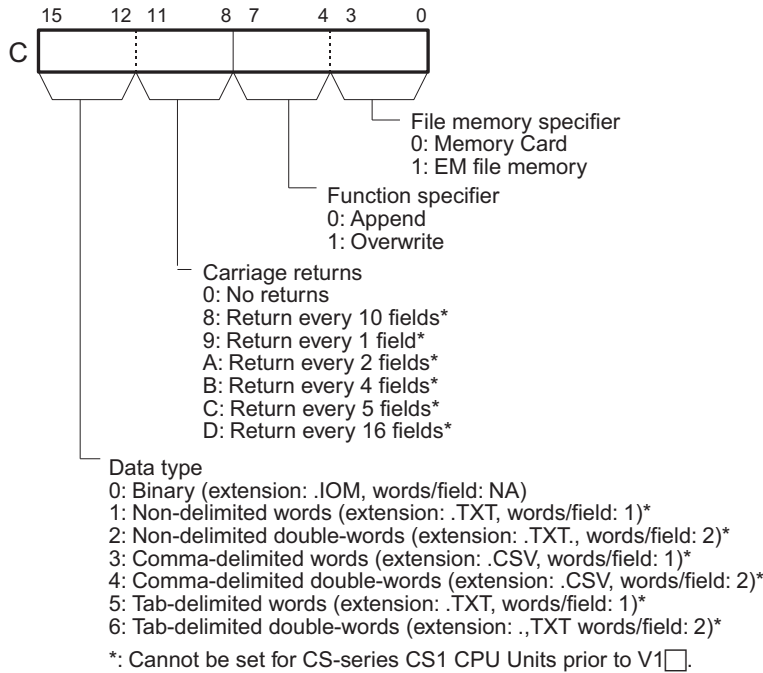 15 12 11 8 7 4 3 0
C
File memory specifier
0: Memory Card
1: EM file memory
Function specifier
0: Append
1: Overwrite
Carriage returns
0: No returns
8: Return every 10 fields*
9: Return every 1 field*
A: Return every 2 fields*
B: Return every 4 fields*
C: Return every 5 fields*
D: Return every 16 fields*
Data type
0: Binary (extension: .IOM, words/field: NA)
1: Non-delimited words (extension: .TXT, words/field: 1)*
2: Non-delimited double-words (extension: .TXT., words/field: 2)*
3: Comma-delimited words (extension: .CSV, words/field: 1)*
4: Comma-delimited double-words (extension: .CSV, words/field: 2)*
5: Tab-delimited words (extension: .TXT, words/field: 1)*
6: Tab-delimited double-words (extension: .,TXT words/field: 2)*
*: Cannot be set for CS-series CS1 CPU Units prior to V1□.